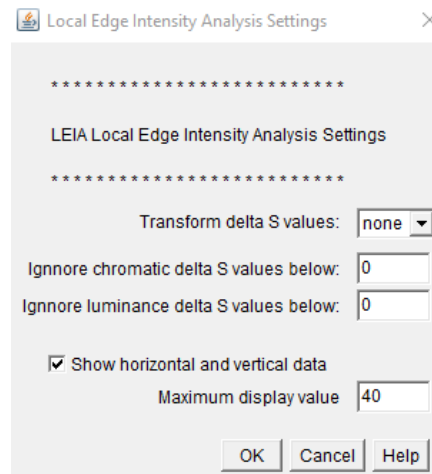 Local Edge Intensity Analysis Settings
* * * * * * * * * * * * * * * * * * * * * * * * * *
LEIA Local Edge Intensity Analysis Settings
* * * * * * * * * * * * * * * * * * * * * * * * * *
Transform delta S values: none
Ignnore chromatic delta S values below: 0
Ignnore luminance delta S values below: 0
Show horizontal and vertical data
Maximum display value 40
OK Cancel Help